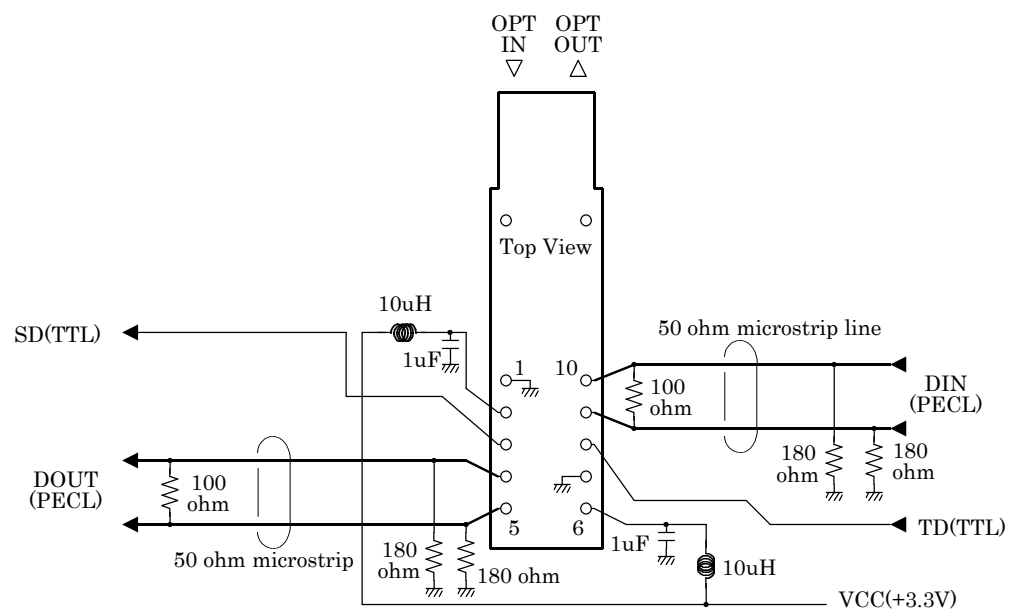 OPT OPT
IN OUT
Top View
10uH
SD(TTL)
1uF
50 ohm microstrip line
1 10
100
ohm
DIN
(PECL)
180
ohm
180
ohm
DOUT
(PECL)
100
ohm
5 6
TD(TTL)
50 ohm microstrip
180
ohm
180 ohm
1uF
10uH
VCC(+3.3V)